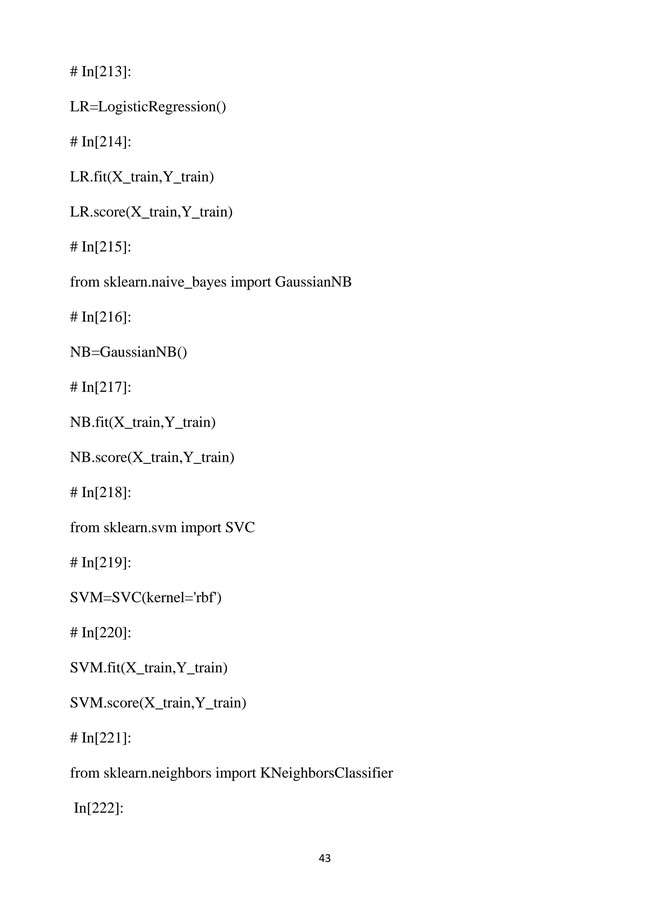 # In[213]:
LR=LogisticRegression()
# In[214]:
LR.fit(X_train,Y_train)
LR.score(X_train,Y_train)
# In[215]:
from sklearn.naive_bayes import GaussianNB
# In[216]:
NB=GaussianNB()
# In[217]:
NB.fit(X_train,Y_train)
NB.score(X_train,Y_train)
# In[218]:
from sklearn.svm import SVC
# In[219]:
SVM=SVC(kernel='rbf')
# In[220]:
SVM.fit(X_train,Y_train)
SVM.score(X_train,Y_train)
# In[221]:
from sklearn.neighbors import KNeighborsClassifier
In[222]:
43